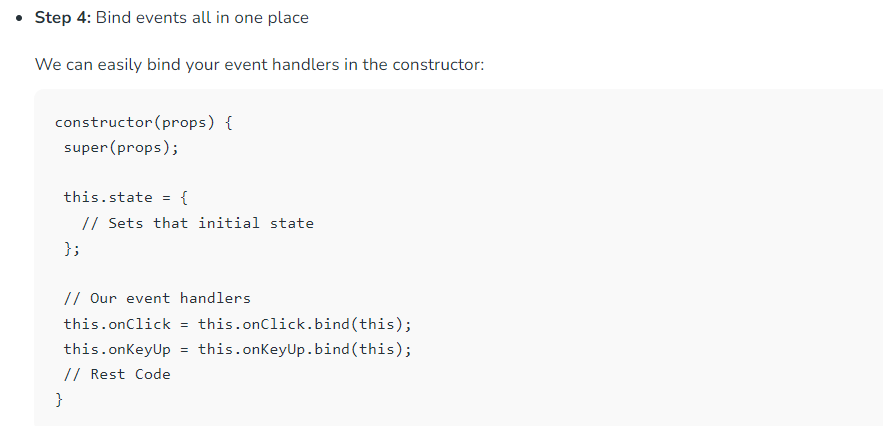 • Step 4: Bind events all in one place
We can easily bind your event handlers in the constructor:
constructor(props) {
 super(props);
 this.state = {
   // Sets that initial state
 };
 // Our event handlers
 this.onClick = this.onClick.bind(this);
 this.onKeyUp = this.onKeyUp.bind(this);
 // Rest Code
}